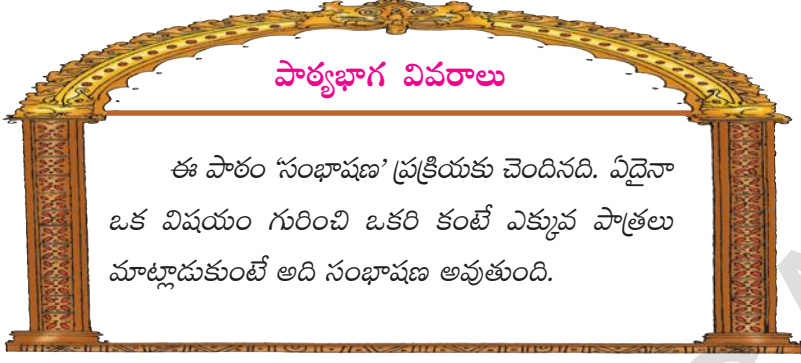 పాఠ్యభాగ వివరాలు
ఈ పాఠం ‘సంభాషణ’ ప్రక్రియకు చెందినది. ఏదైనా
ఒక విషయం గురించి ఒకరి కంటే ఎక్కువ పాత్రలు
మాట్లాడుకుంటే అది సంభాషణ అవుతుంది.